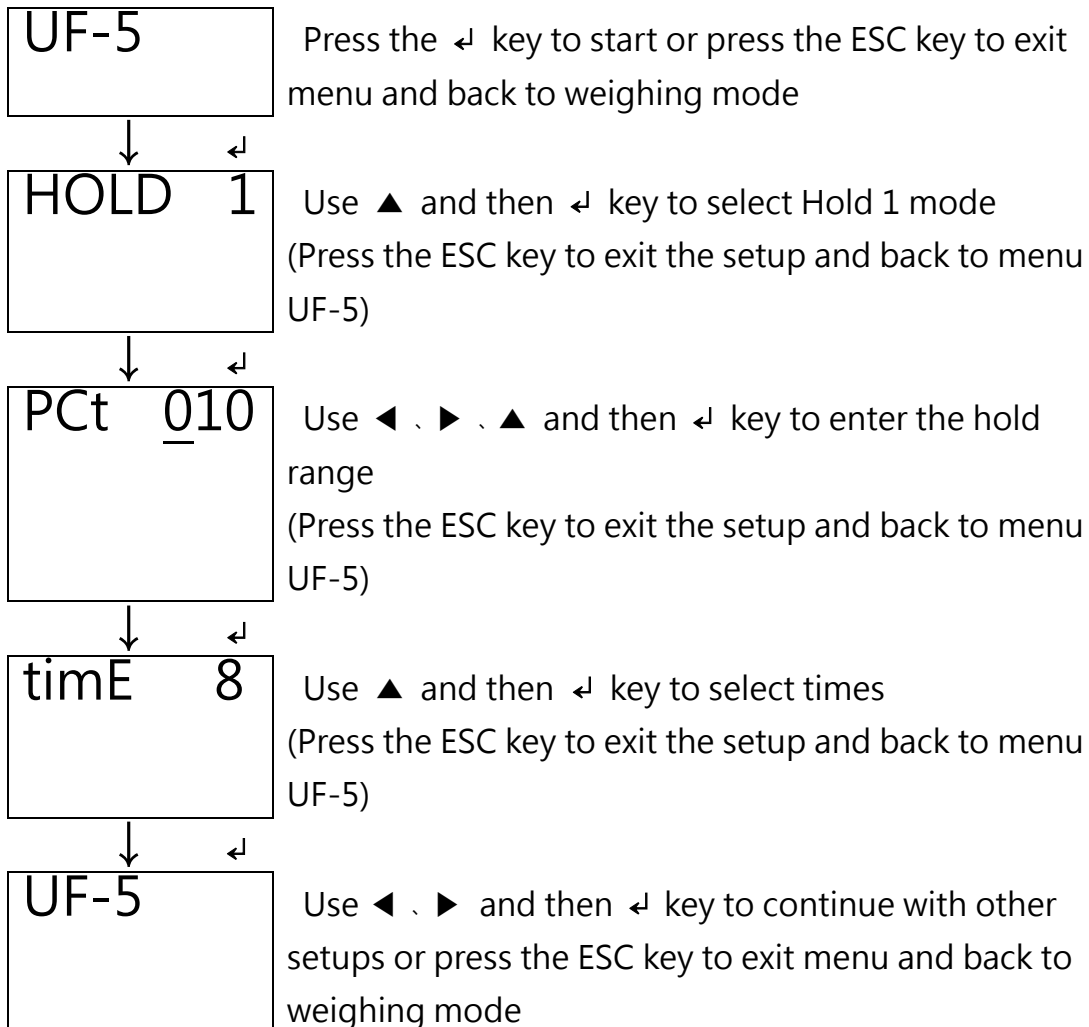 UF-5
Press the ↲ key to start or press the ESC key to exit
menu and back to weighing mode
↓ ↲
HOLD 1
Use ▲ and then ↲ key to select Hold 1 mode
(Press the ESC key to exit the setup and back to menu
UF-5)
↓ ↲
PCt 010
Use ◀、▶、▲ and then ↲ key to enter the hold
range
(Press the ESC key to exit the setup and back to menu
UF-5)
↓ ↲
timE 8
Use ▲ and then ↲ key to select times
(Press the ESC key to exit the setup and back to menu
UF-5)
↓ ↲
UF-5
Use ◀、▶ and then ↲ key to continue with other
setups or press the ESC key to exit menu and back to
weighing mode